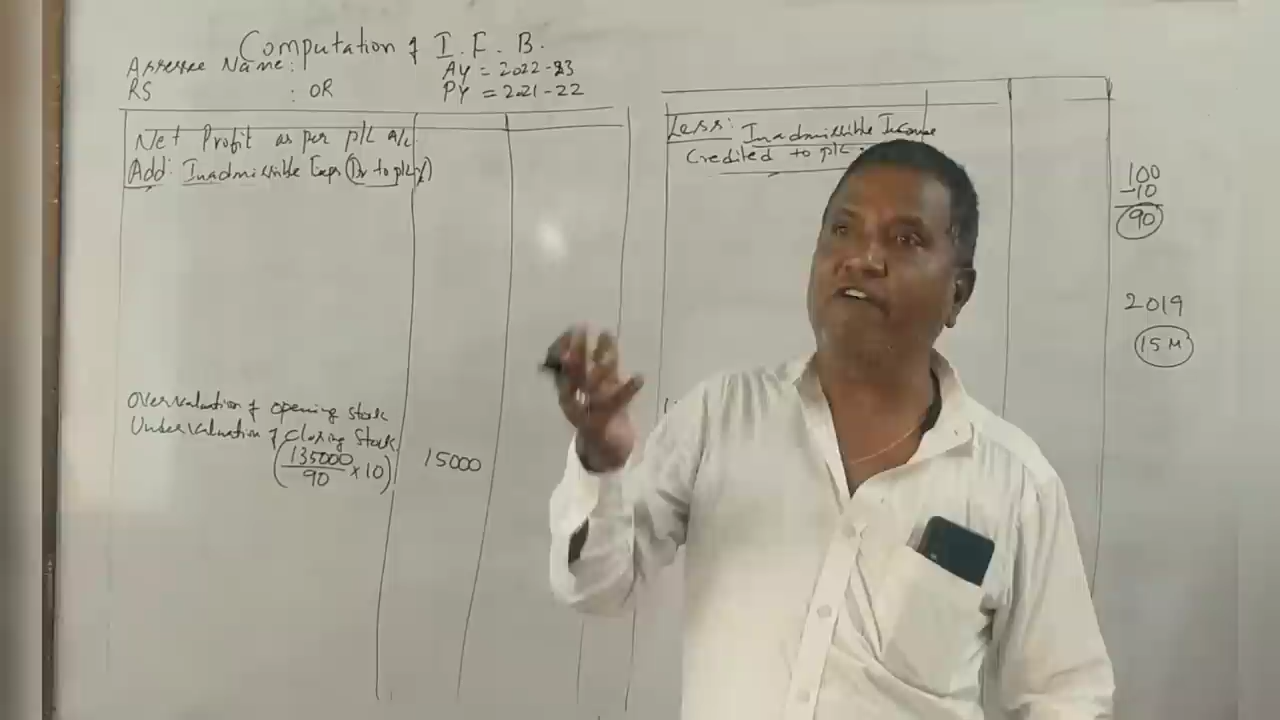 Computation of I. F. B.
Assessee Name:
AY = 2022-23
RS : OR
PY = 2021-22
Net Profit as per p/L a/c
Add: Inadmissible Exps (Dr to p/L
Overvaluation of opening stock
Undervaluation of closing stock
(135000/90 × 10) 15000
Less: Inadmissible Income
Credited to p/L
100
-10
90
2019
15 M